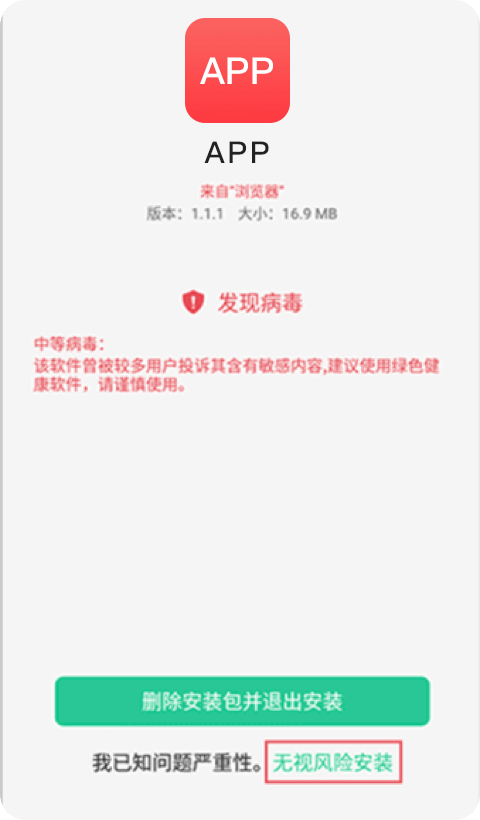 APP
APP
来自“浏览器”
版本：1.1.1 大小：16.9 MB
发现病毒
中等病毒：
该软件曾被较多用户投诉其含有敏感内容,建议使用绿色健
康软件，请谨慎使用。
删除安装包并退出安装
我已知问题严重性。无视风险安装